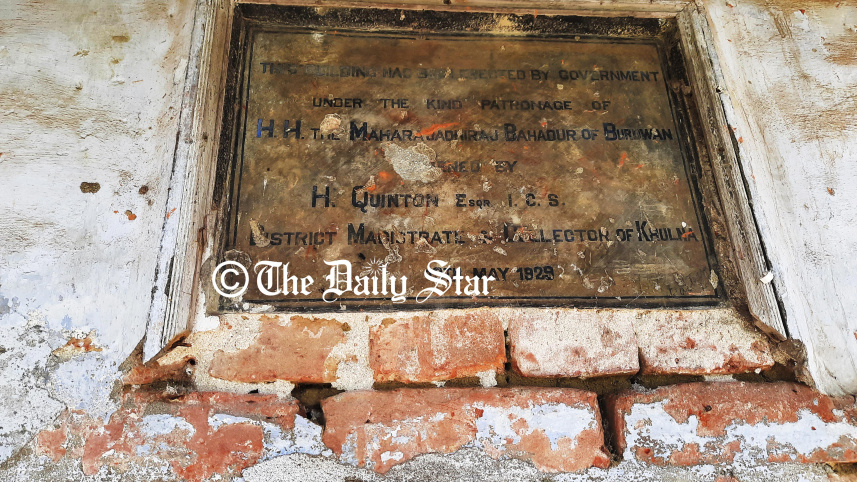 THIS BUILDING WAS ERECTED BY GOVERNMENT
UNDER THE KIND PATRONAGE OF
H. H. THE MAHARAJADHIRAJ BAHADUR OF BURDWAN
BY
H. QUINTON ESQR I. C. S.
DISTRICT MAGISTRATE & COLLECTOR OF KHULNA
MAY 1929
© The Daily Star